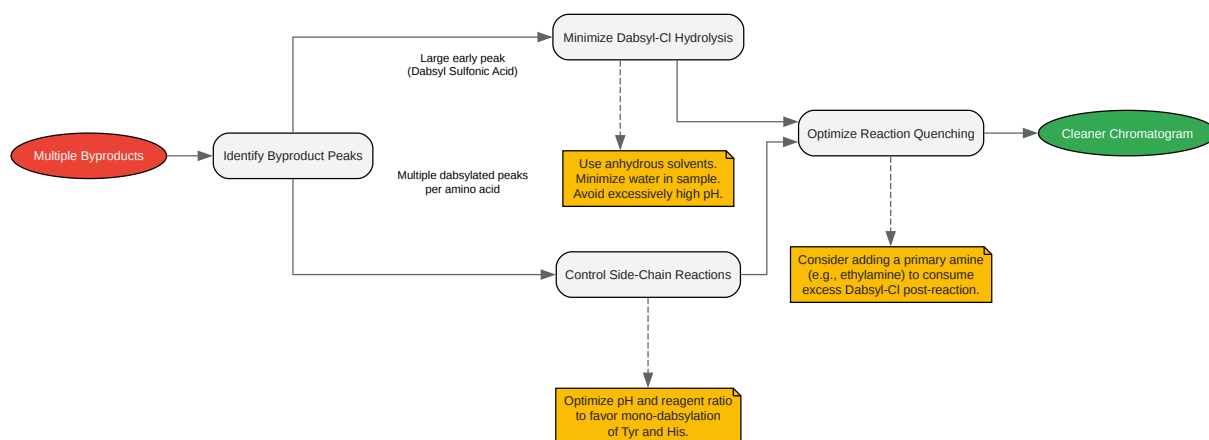 Minimize Dabsyl-Cl Hydrolysis
Large early peak
(Dabsyl Sulfonic Acid)
Multiple Byproducts
Identify Byproduct Peaks
Optimize Reaction Quenching
Cleaner Chromatogram
Multiple dabsylated peaks
per amino acid
Use anhydrous solvents.
Minimize water in sample.
Avoid excessively high pH.
Control Side-Chain Reactions
Consider adding a primary amine
(e.g., ethylamine) to consume
excess Dabsyl-Cl post-reaction.
Optimize pH and reagent ratio
to favor mono-dabsylation
of Tyr and His.